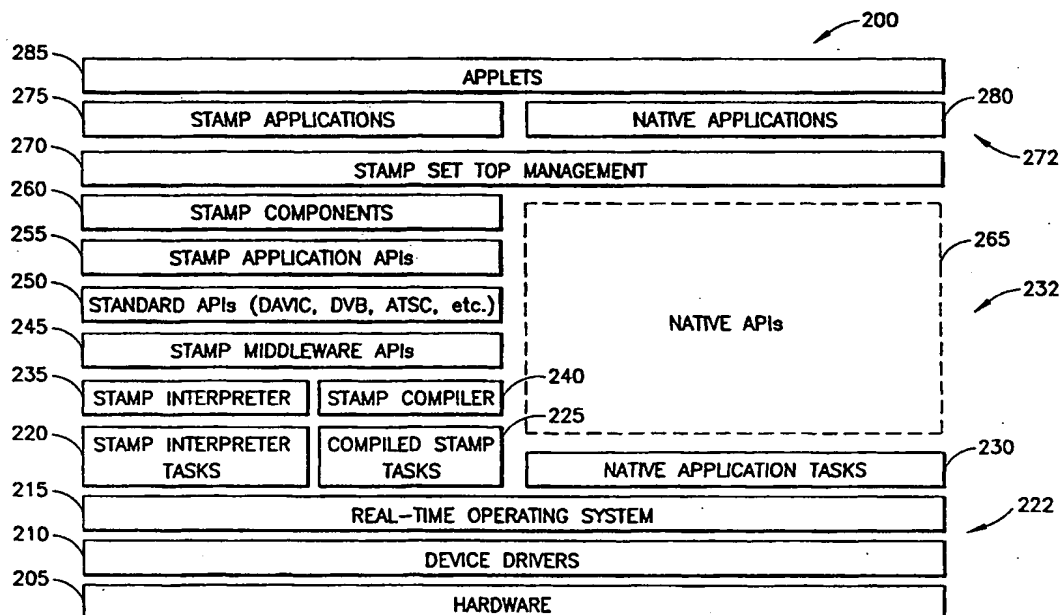 200
285 APPLETS
275 STAMP APPLICATIONS NATIVE APPLICATIONS 280
272
270 STAMP SET TOP MANAGEMENT
260 STAMP COMPONENTS
255 STAMP APPLICATION APIs 265
250 STANDARD APIs (DAVIC, DVB, ATSC, etc.) 232
NATIVE APIs
245 STAMP MIDDLEWARE APIs
235 STAMP INTERPRETER STAMP COMPILER 240
220 STAMP INTERPRETER
TASKS
COMPILED STAMP
TASKS
225
NATIVE APPLICATION TASKS 230
215 REAL-TIME OPERATING SYSTEM
222
210 DEVICE DRIVERS
205 HARDWARE